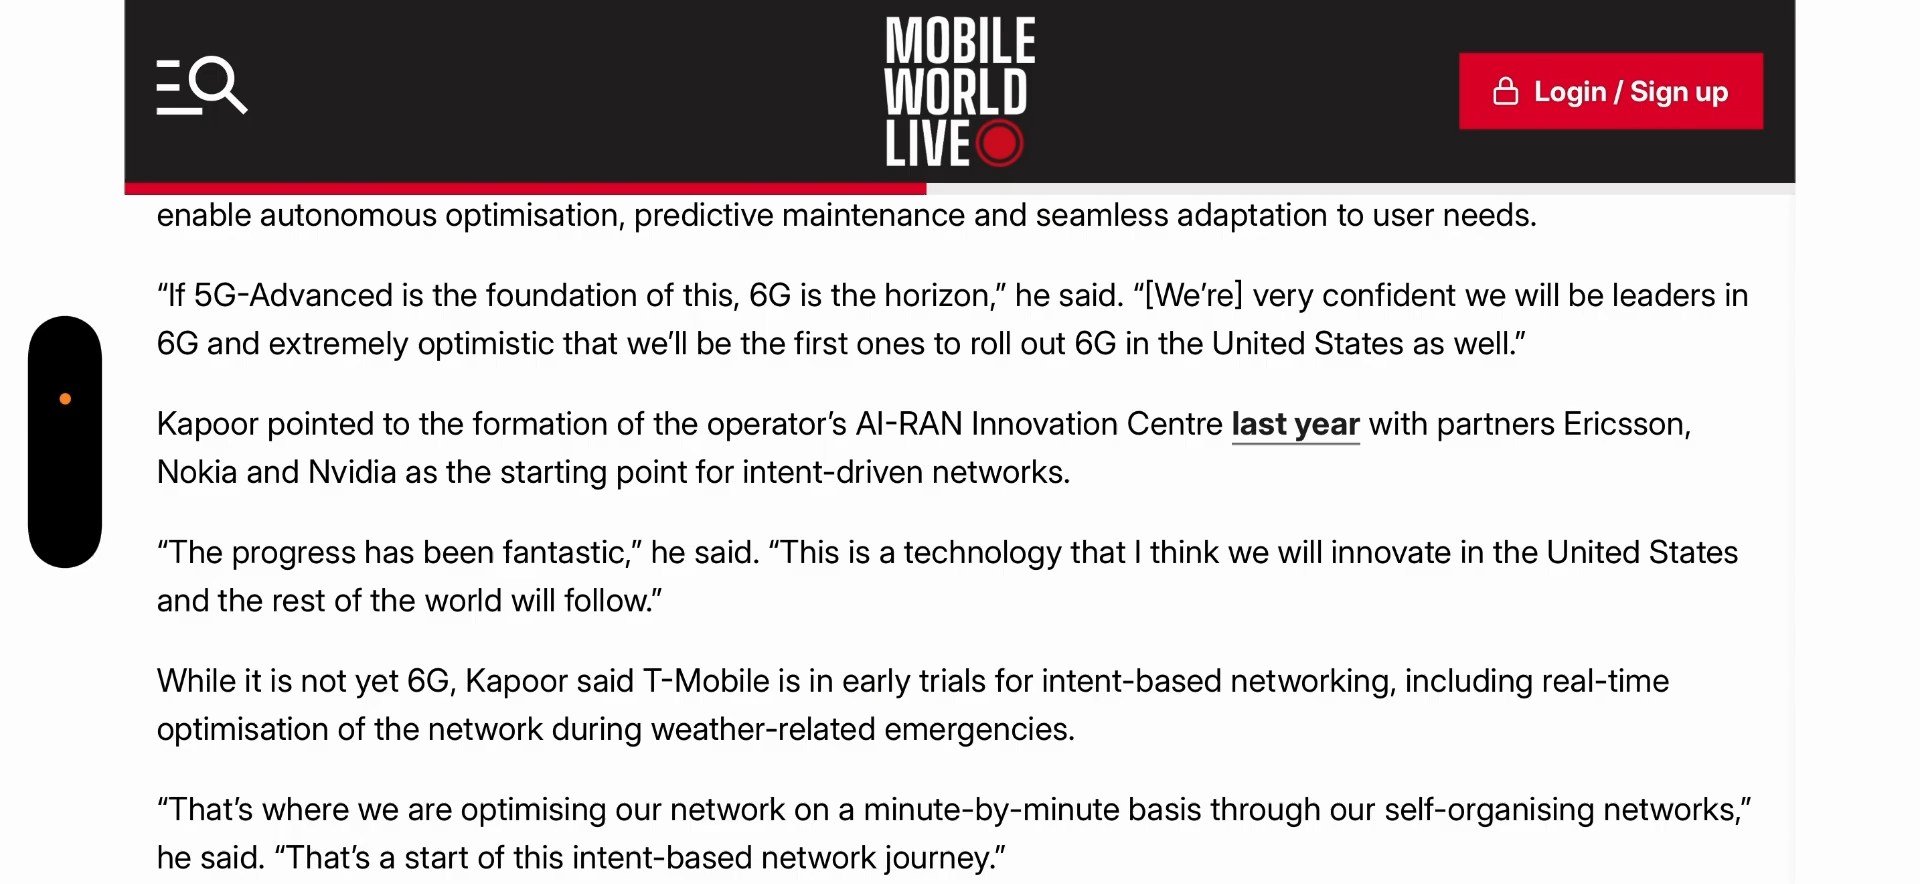 MOBILE
WORLD
LIVE
Login / Sign up
enable autonomous optimisation, predictive maintenance and seamless adaptation to user needs.
“If 5G-Advanced is the foundation of this, 6G is the horizon,” he said. “[We’re] very confident we will be leaders in
6G and extremely optimistic that we’ll be the first ones to roll out 6G in the United States as well.”
Kapoor pointed to the formation of the operator’s AI-RAN Innovation Centre last year with partners Ericsson,
Nokia and Nvidia as the starting point for intent-driven networks.
“The progress has been fantastic,” he said. “This is a technology that I think we will innovate in the United States
and the rest of the world will follow.”
While it is not yet 6G, Kapoor said T-Mobile is in early trials for intent-based networking, including real-time
optimisation of the network during weather-related emergencies.
“That’s where we are optimising our network on a minute-by-minute basis through our self-organising networks,”
he said. “That’s a start of this intent-based network journey.”